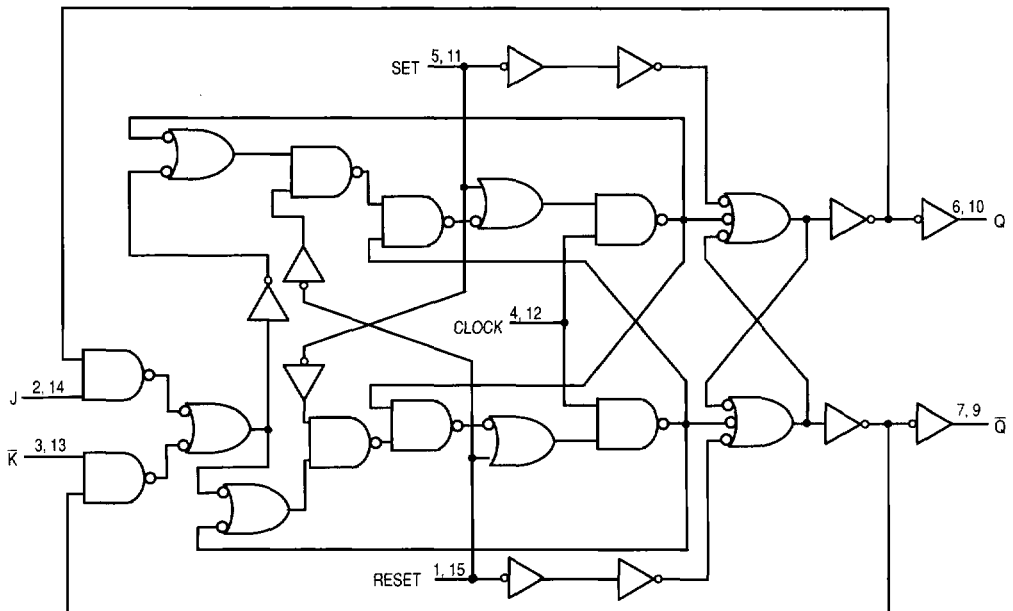 SET 5, 11
6, 10 Q
CLOCK 4, 12
J 2, 14
K̅ 3, 13
7, 9 Q̅
RESET 1, 15